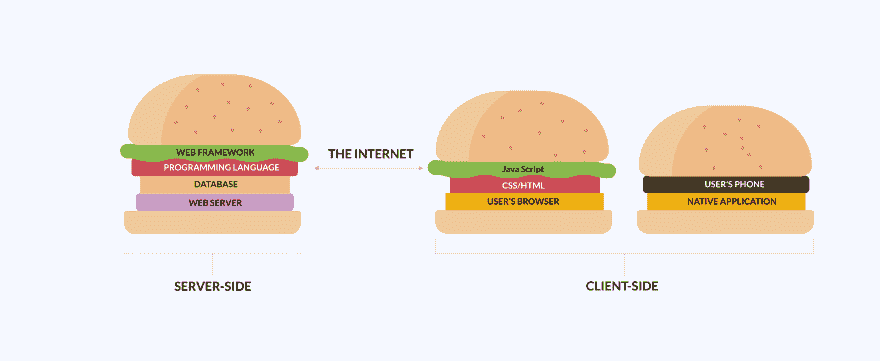 WEB FRAMEWORK
PROGRAMMING LANGUAGE
DATABASE
WEB SERVER
SERVER-SIDE
THE INTERNET
Java Script
CSS/HTML
USER'S BROWSER
USER'S PHONE
NATIVE APPLICATION
CLIENT-SIDE